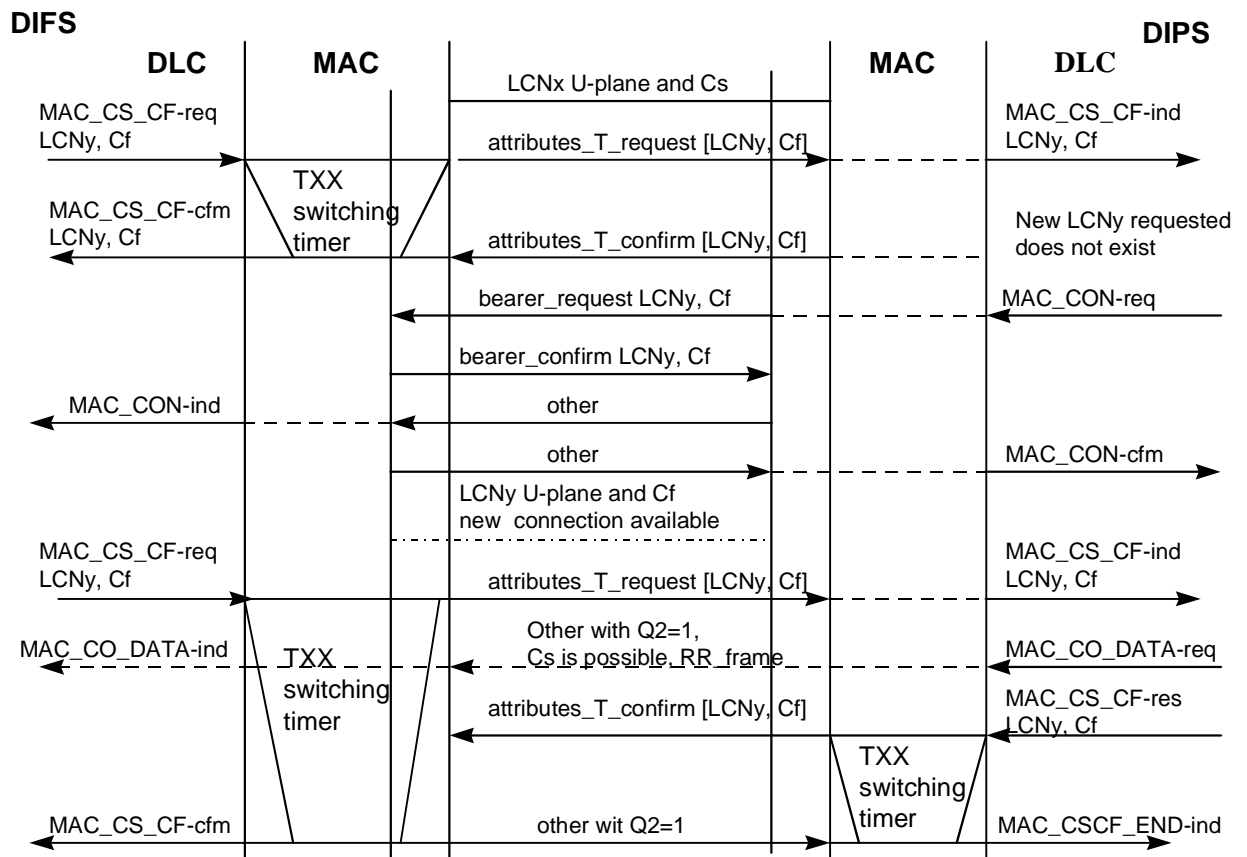 DIFS
DIPS
DLC
MAC
MAC
DLC
LCNx U-plane and Cs
MAC_CS_CF-req
LCNy, Cf
attributes_T_request [LCNy, Cf]
MAC_CS_CF-ind
LCNy, Cf
TXX
switching
timer
MAC_CS_CF-cfm
LCNy, Cf
attributes_T_confirm [LCNy, Cf]
New LCNy requested
does not exist
bearer_request LCNy, Cf
MAC_CON-req
bearer_confirm LCNy, Cf
MAC_CON-ind
other
other
MAC_CON-cfm
LCNy U-plane and Cf
new connection available
MAC_CS_CF-req
LCNy, Cf
attributes_T_request [LCNy, Cf]
MAC_CS_CF-ind
LCNy, Cf
MAC_CO_DATA-ind
TXX
switching
timer
Other with Q2=1,
Cs is possible, RR_frame
MAC_CO_DATA-req
attributes_T_confirm [LCNy, Cf]
MAC_CS_CF-res
LCNy, Cf
TXX
switching
timer
MAC_CS_CF-cfm
other wit Q2=1
MAC_CSCF_END-ind